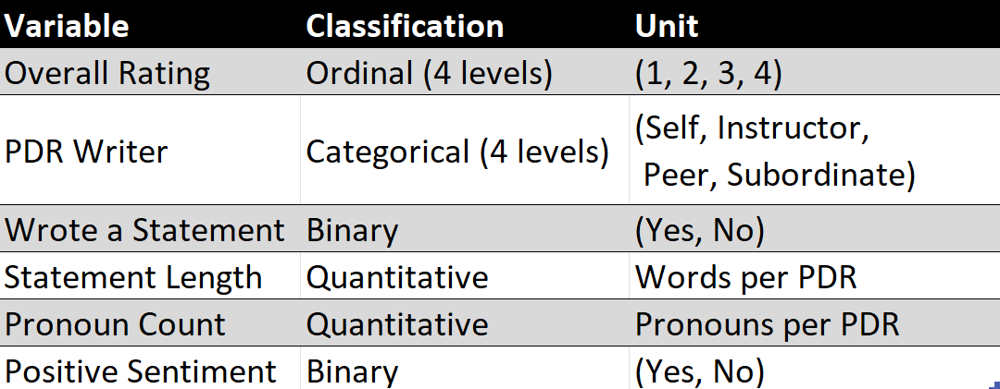 Variable Classification Unit
Overall Rating Ordinal (4 levels) (1, 2, 3, 4)
PDR Writer Categorical (4 levels) (Self, Instructor,
Peer, Subordinate)
Wrote a Statement Binary (Yes, No)
Statement Length Quantitative Words per PDR
Pronoun Count Quantitative Pronouns per PDR
Positive Sentiment Binary (Yes, No)